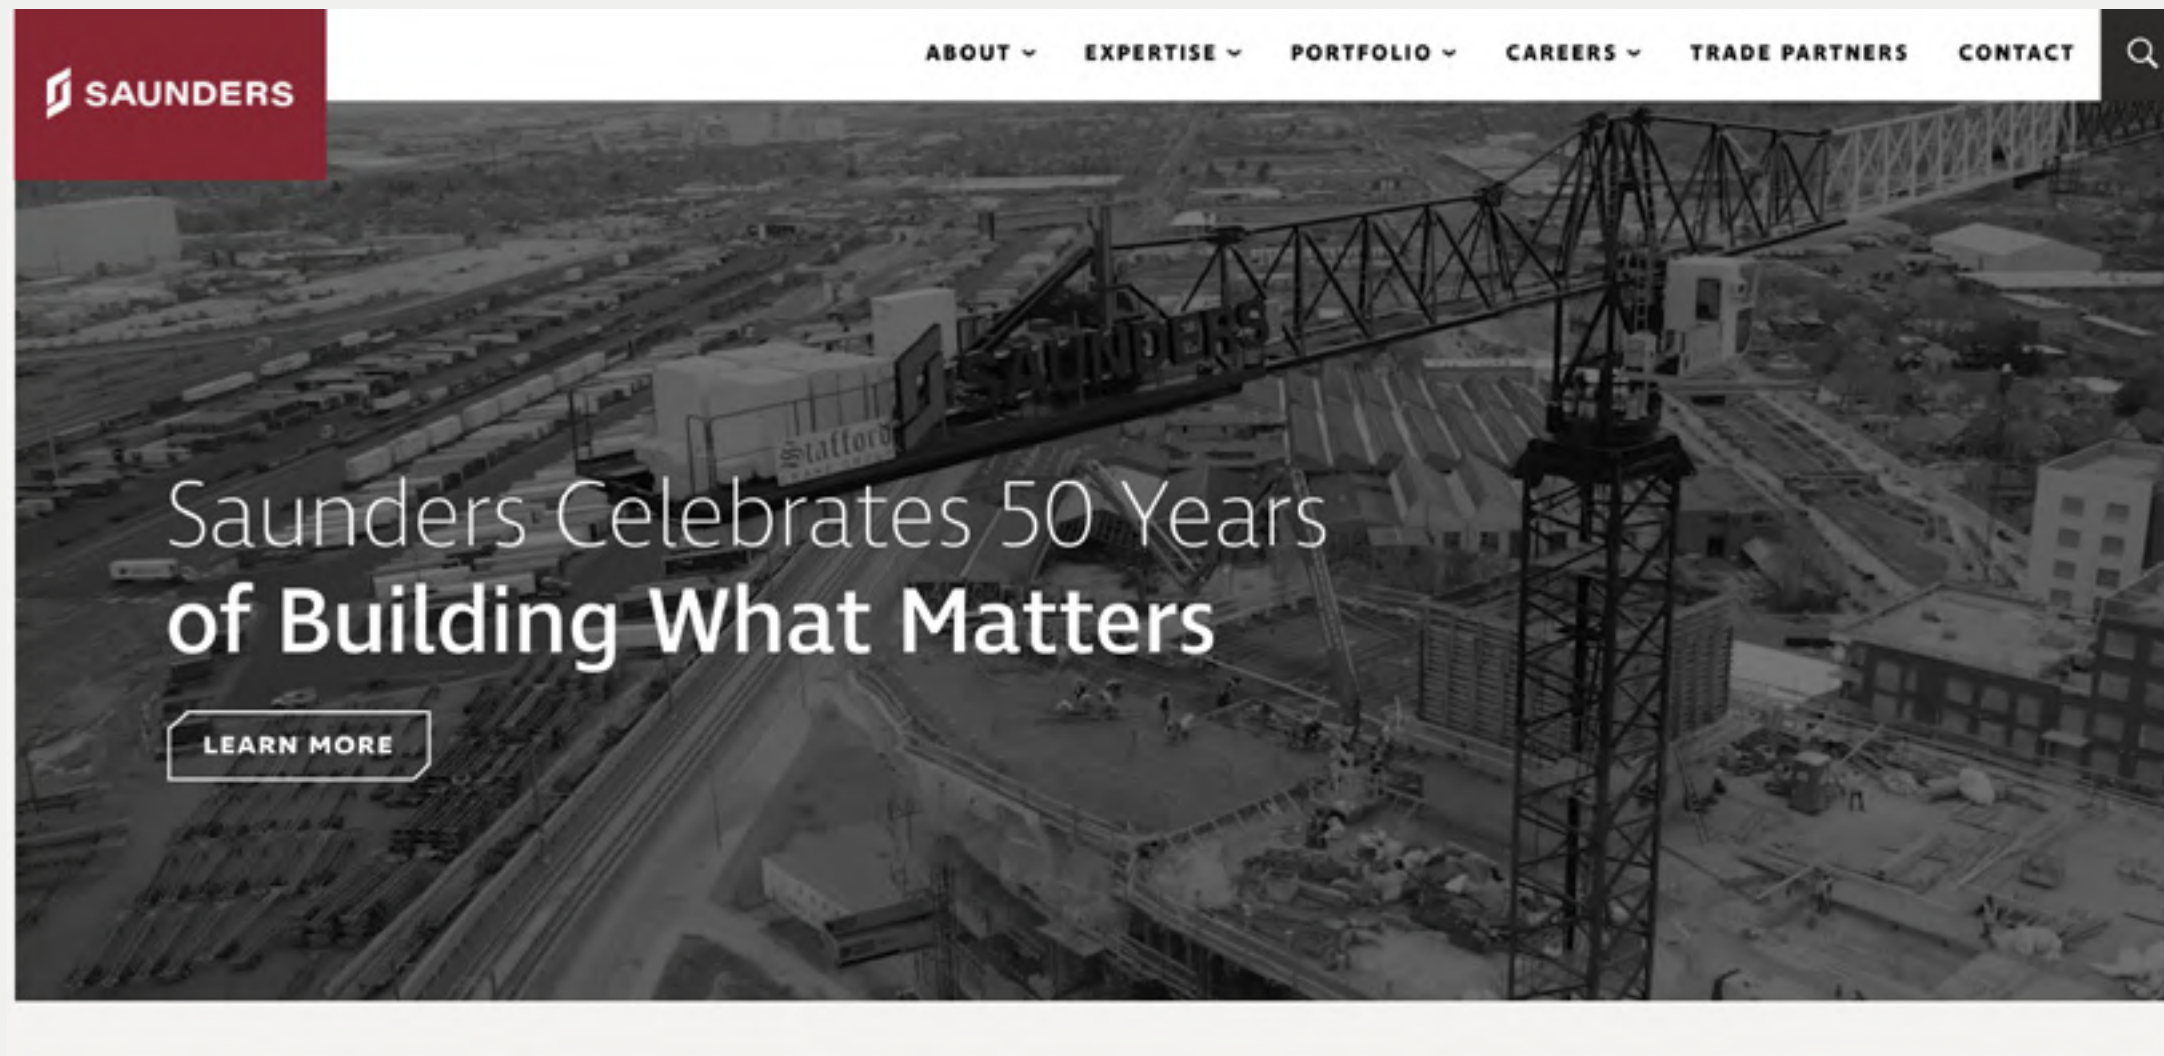 SAUNDERS
ABOUT
EXPERTISE
PORTFOLIO
CAREERS
TRADE PARTNERS
CONTACT
SAUNDERS
Stafford
Saunders Celebrates 50 Years
of Building What Matters
LEARN MORE